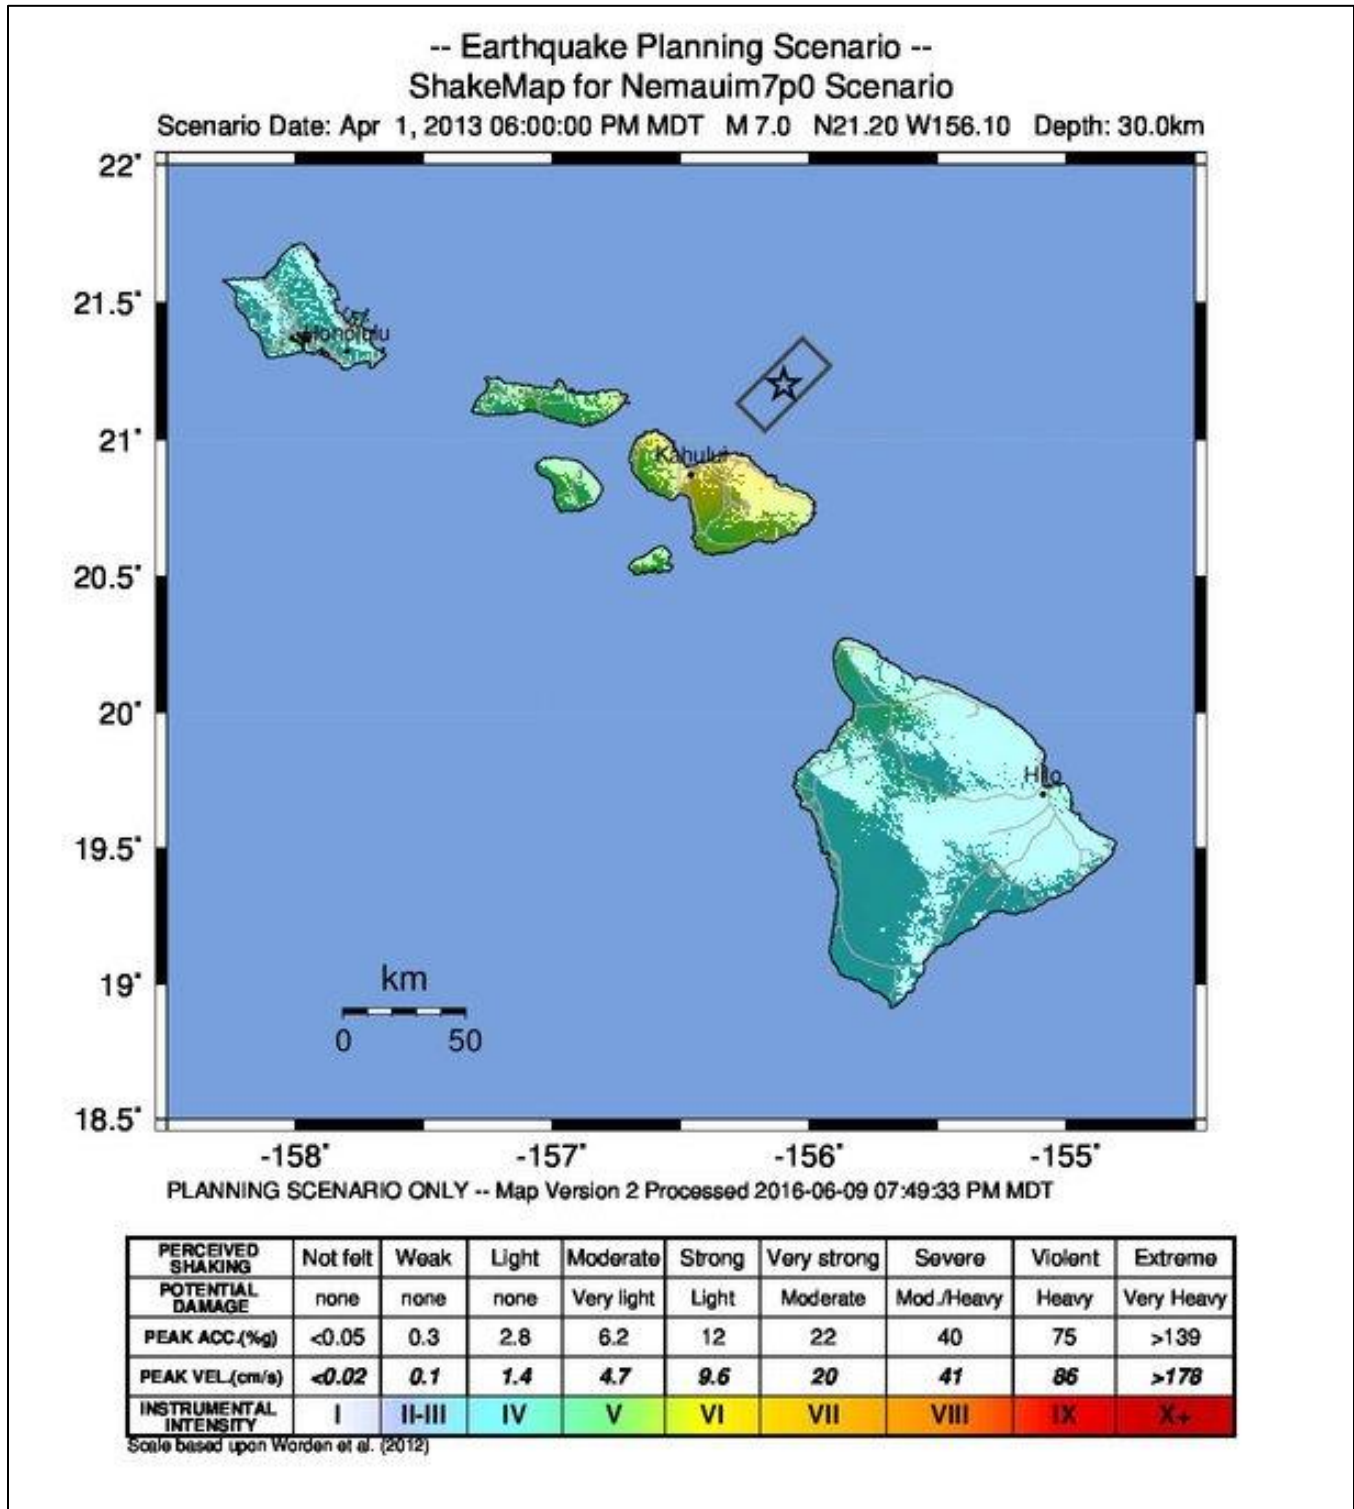 -- Earthquake Planning Scenario --
ShakeMap for Nemauim7p0 Scenario
Scenario Date: Apr 1, 2013 06:00:00 PM MDT M 7.0 N21.20 W156.10 Depth: 30.0km
22°
21.5°
Honolulu
21°
Kahului
20.5°
20°
Hilo
19.5°
19°
km
0 50
18.5°
-158° -157° -156° -155°
PLANNING SCENARIO ONLY -- Map Version 2 Processed 2016-06-09 07:49:33 PM MDT
PERCEIVED SHAKING Not felt Weak Light Moderate Strong Very strong Severe Violent Extreme
POTENTIAL DAMAGE none none none Very light Light Moderate Mod./Heavy Heavy Very Heavy
PEAK ACC.(%g) <0.05 0.3 2.8 6.2 12 22 40 75 >139
PEAK VEL.(cm/s) <0.02 0.1 1.4 4.7 9.6 20 41 86 >178
INSTRUMENTAL INTENSITY I II-III IV V VI VII VIII IX X+
Scale based upon Worden et al. (2012)